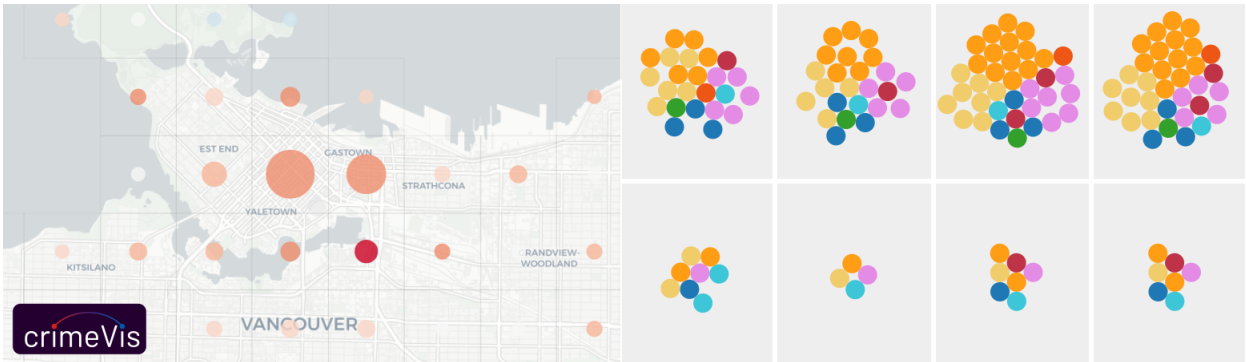 EST END
GASTOWN
STRATHCONA
YALETOWN
KITSILANO
RANDVIEW-
WOODLAND
VANCOUVER
crimeVis